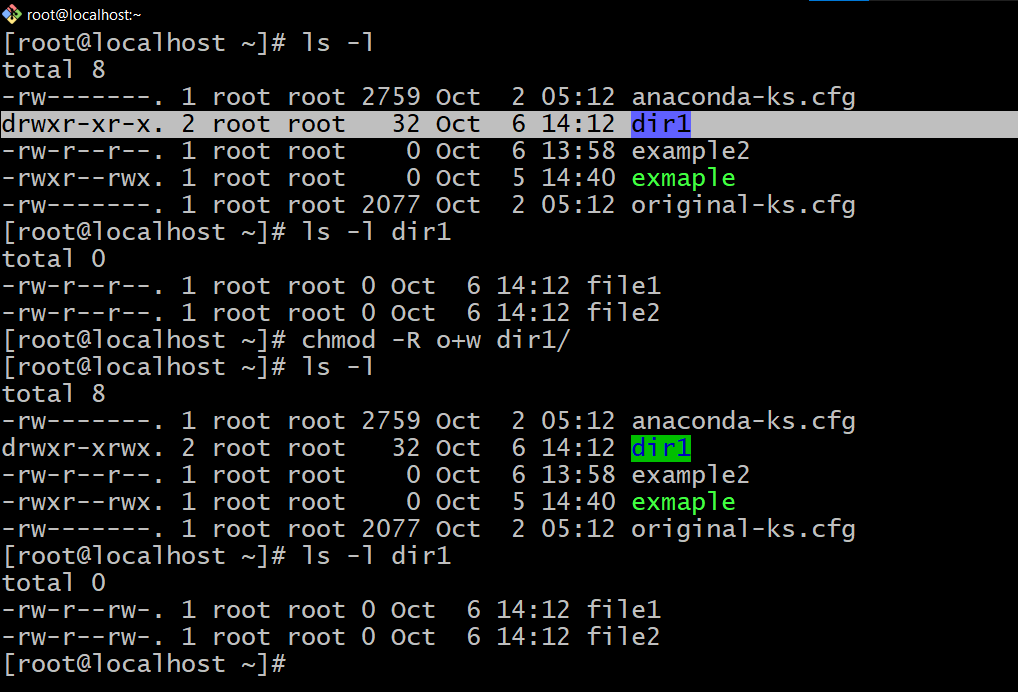 root@localhost:~
[root@localhost ~]# ls -l
total 8
-rw-------. 1 root root 2759 Oct  2 05:12 anaconda-ks.cfg
drwxr-xr-x. 2 root root   32 Oct  6 14:12 dir1
-rw-r--r--. 1 root root    0 Oct  6 13:58 example2
-rwxr--rwx. 1 root root    0 Oct  5 14:40 exmaple
-rw-------. 1 root root 2077 Oct  2 05:12 original-ks.cfg
[root@localhost ~]# ls -l dir1
total 0
-rw-r--r--. 1 root root 0 Oct  6 14:12 file1
-rw-r--r--. 1 root root 0 Oct  6 14:12 file2
[root@localhost ~]# chmod -R o+w dir1/
[root@localhost ~]# ls -l
total 8
-rw-------. 1 root root 2759 Oct  2 05:12 anaconda-ks.cfg
drwxr-xrwx. 2 root root   32 Oct  6 14:12 dir1
-rw-r--r--. 1 root root    0 Oct  6 13:58 example2
-rwxr--rwx. 1 root root    0 Oct  5 14:40 exmaple
-rw-------. 1 root root 2077 Oct  2 05:12 original-ks.cfg
[root@localhost ~]# ls -l dir1
total 0
-rw-r--rw-. 1 root root 0 Oct  6 14:12 file1
-rw-r--rw-. 1 root root 0 Oct  6 14:12 file2
[root@localhost ~]#